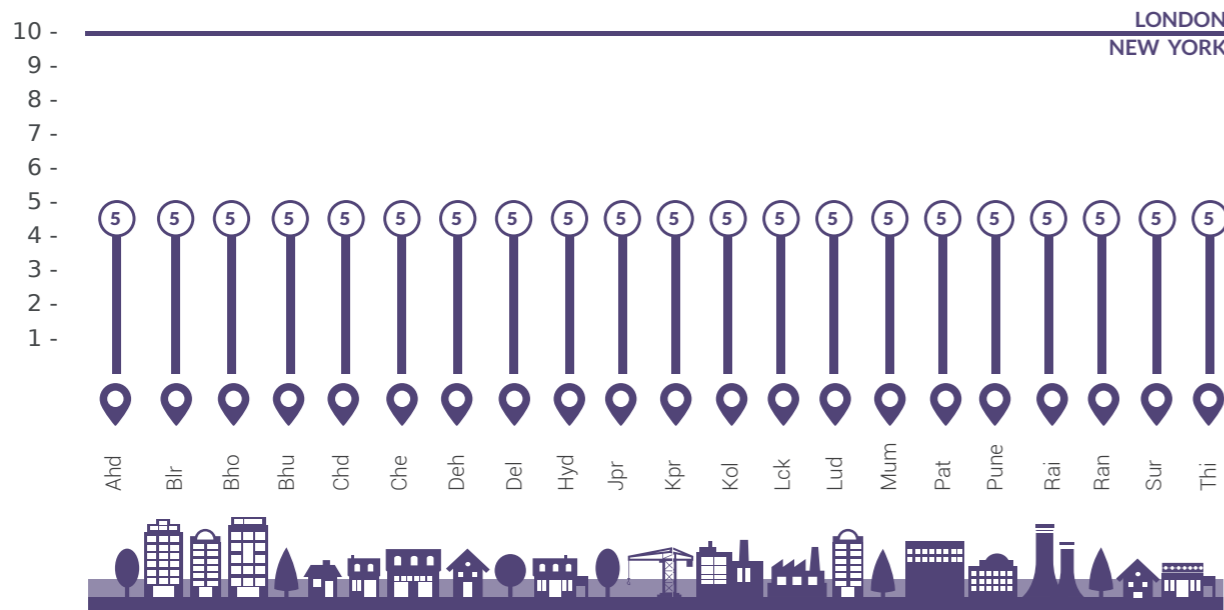 LONDON
10 -
NEW YORK
9 -
8 -
7 -
6 -
5 -
4 -
3 -
2 -
1 -
5 5 5 5 5 5 5 5 5 5 5 5 5 5 5 5 5 5 5 5 5
Ahd Blr Bho Bhu Chd Che Deh Del Hyd Jpr Kpr Kol Lck Lud Mum Pat Pune Rai Ran Sur Thi